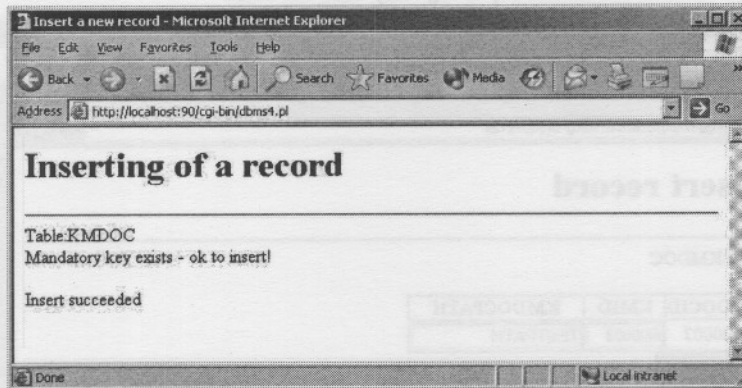 Insert a new record - Microsoft Internet Explorer
File Edit View Favorites Tools Help
Back Search Favorites Media
Address http://localhost:90/cgi-bin/dbms4.pl Go
Inserting of a record
Table:KMDOC
Mandatory key exists - ok to insert!
Insert succeeded
Done Local intranet